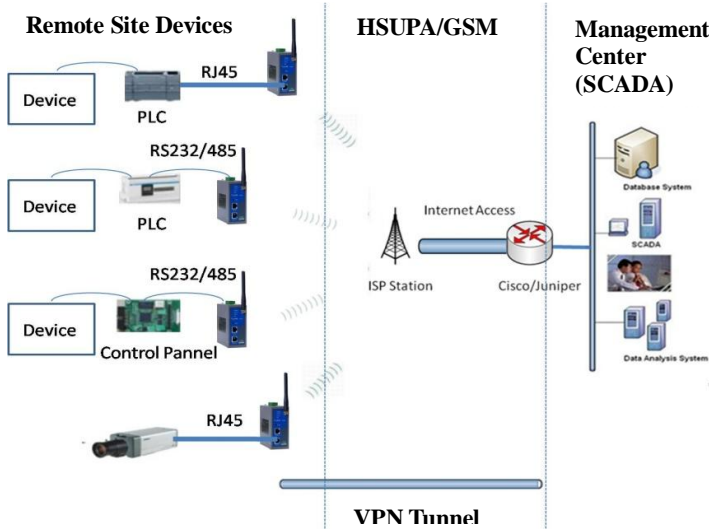 Remote Site Devices
HSUPA/GSM
Management
Center
(SCADA)
RJ45
Device
PLC
RS232/485
Device
PLC
RS232/485
Device
Control Pannel
RJ45
Internet Access
ISP Station
Cisco/Juniper
Database System
SCADA
Data Analysis System
VPN Tunnel